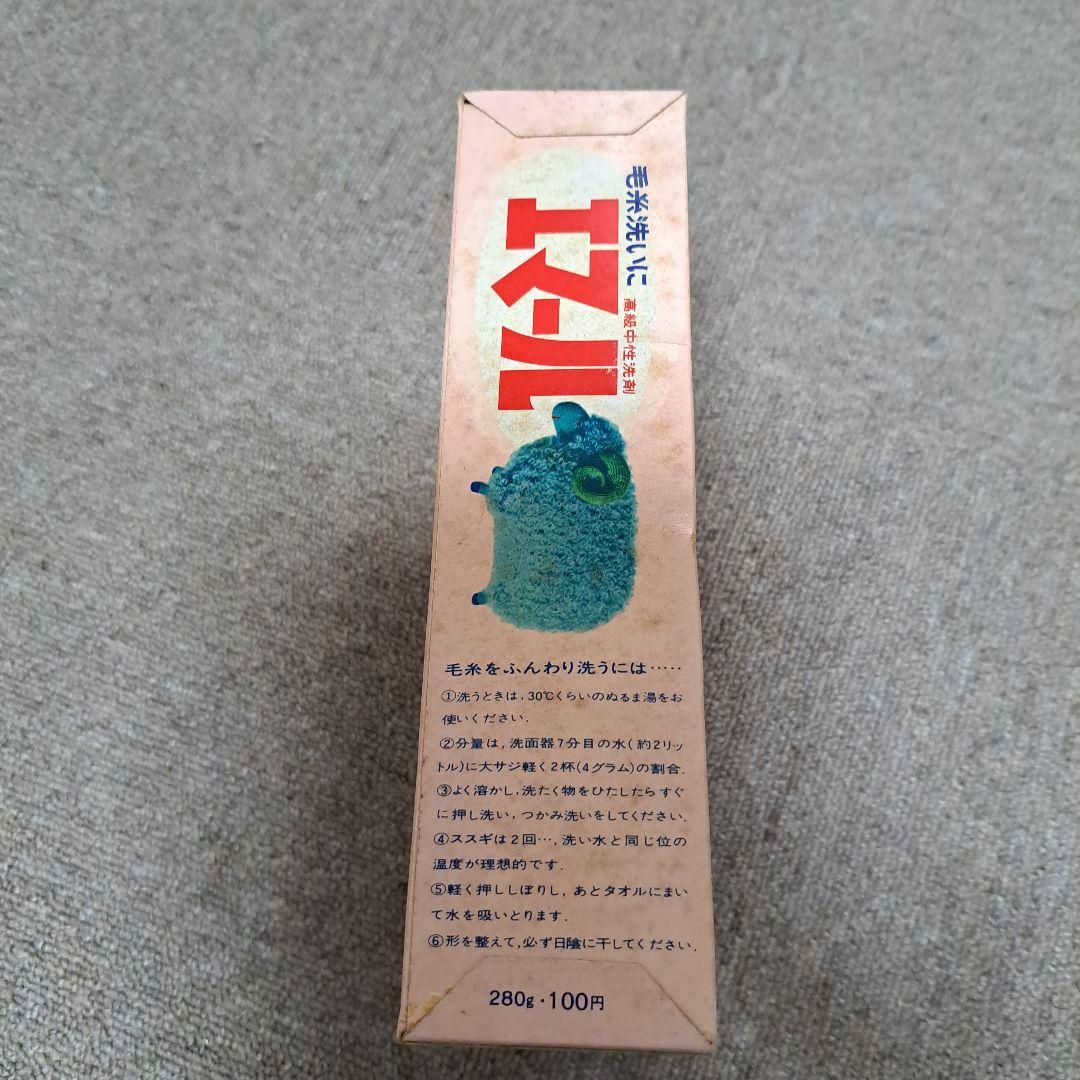 毛糸洗いに
高級中性洗剤
エマール
毛糸をふんわり洗うには‥‥‥
①洗うときは,30℃くらいのぬるま湯をお
使いください.
②分量は,洗面器7分目の水(約2リッ
トル)に大サジ軽く2杯(4グラム)の割合.
③よく溶かし,洗たく物をひたしたらすぐ
に押し洗い,つかみ洗いをしてください.
④ススギは2回…,洗い水と同じ位の
温度が理想的です.
⑤軽く押ししぼりし,あとタオルにまい
て水を吸いとります.
⑥形を整えて,必ず日陰に干してください.
280g・100円